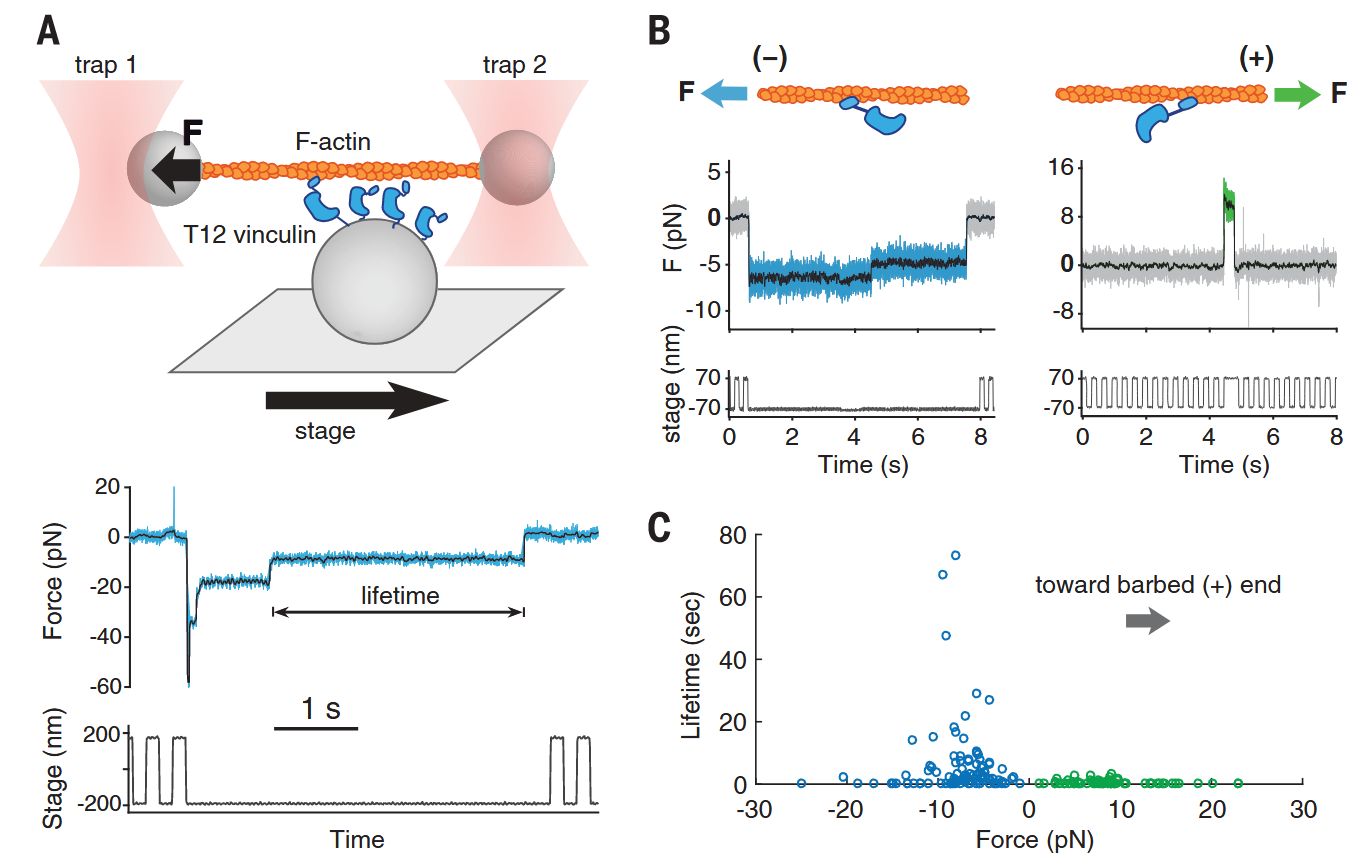 A
trap 1
trap 2
F
F-actin
T12 vinculin
stage
Force (pN)
20
0
-20
-40
-60
lifetime
1 s
Stage (nm)
200
-200
Time
B
(–)
(+)
F
F
F (pN)
5
0
-5
-10
16
8
0
-8
stage (nm)
70
-70
70
-70
0 2 4 6 8
0 2 4 6 8
Time (s)
Time (s)
C
Lifetime (sec)
80
60
40
20
0
toward barbed (+) end
-30 -20 -10 0 10 20 30
Force (pN)